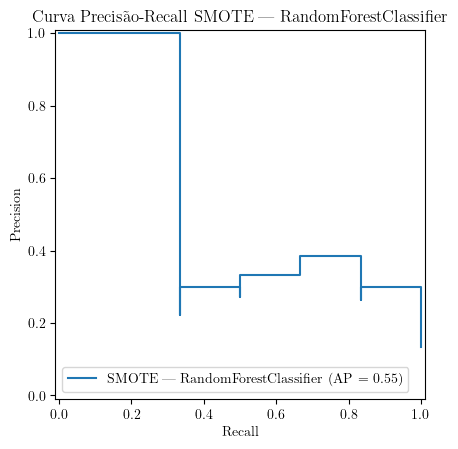 Curva Precisão-Recall SMOTE — RandomForestClassifier
1.0
0.8
0.6
0.4
0.2
0.0
Precision
SMOTE — RandomForestClassifier (AP = 0.55)
0.0 0.2 0.4 0.6 0.8 1.0
Recall